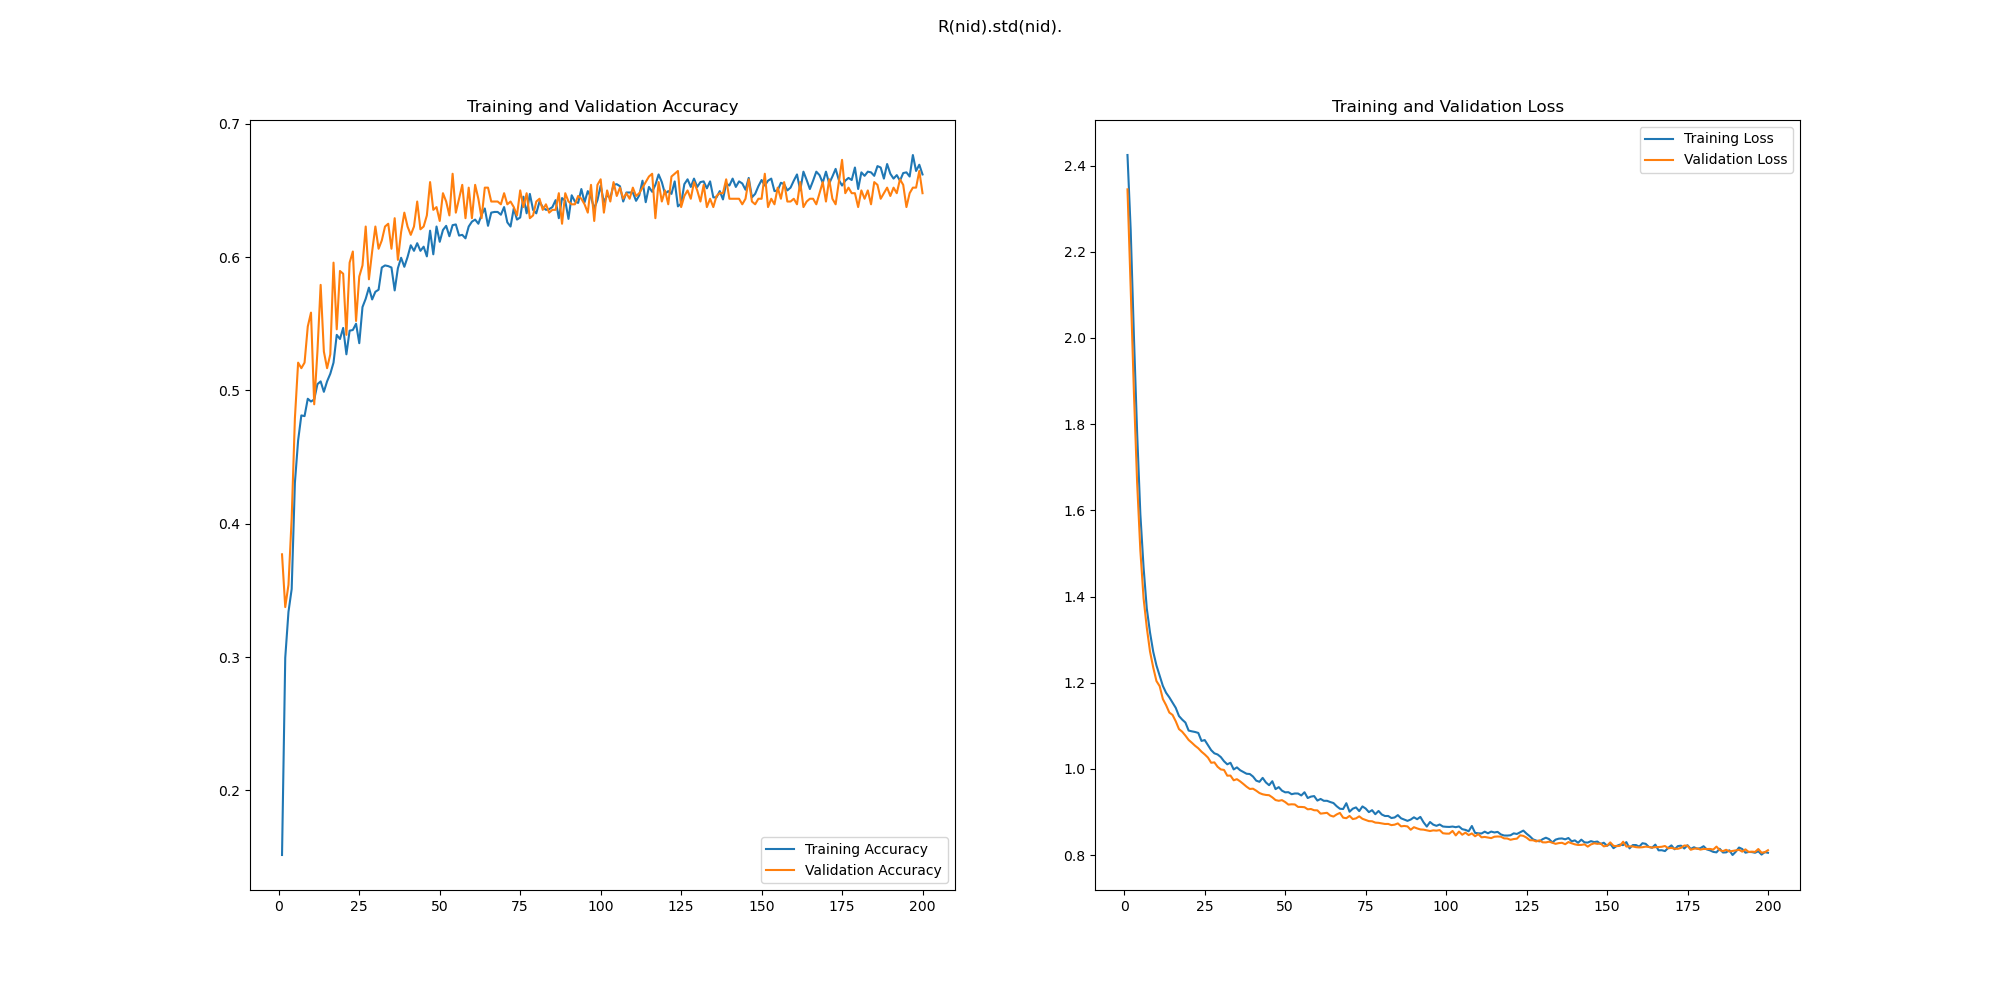 R(nid).std(nid).
Training and Validation Accuracy
0.7
0.6
0.5
0.4
0.3
0.2
0 25 50 75 100 125 150 175 200
Training Accuracy
Validation Accuracy
Training and Validation Loss
2.4
2.2
2.0
1.8
1.6
1.4
1.2
1.0
0.8
0 25 50 75 100 125 150 175 200
Training Loss
Validation Loss